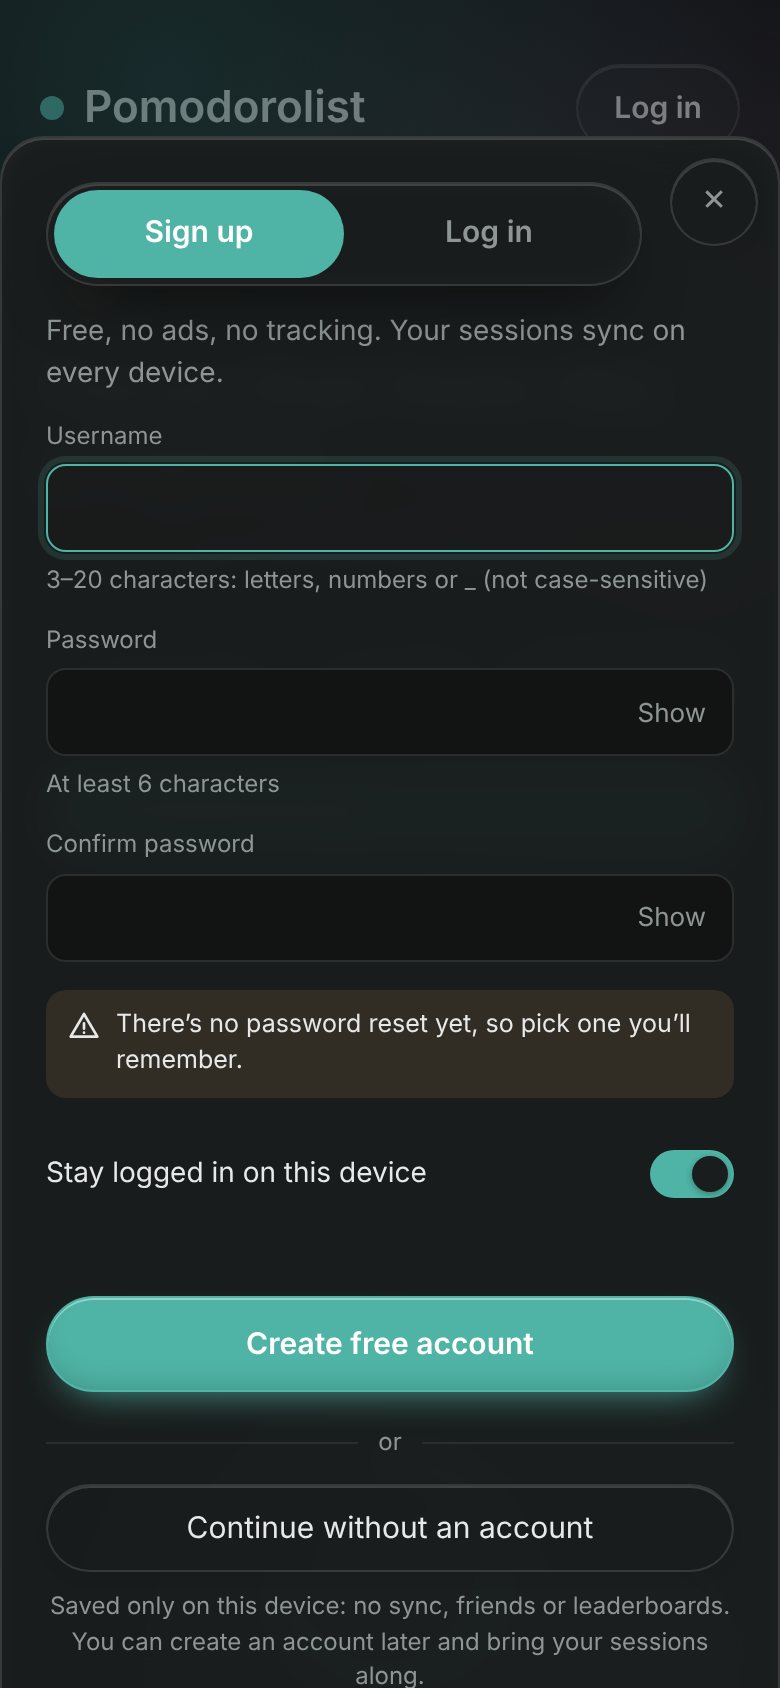 Pomodorolist
Log in
Sign up
Log in
×
Free, no ads, no tracking. Your sessions sync on
every device.
Username
3–20 characters: letters, numbers or _ (not case-sensitive)
Password
Show
At least 6 characters
Confirm password
Show
There’s no password reset yet, so pick one you’ll
remember.
Stay logged in on this device
Create free account
or
Continue without an account
Saved only on this device: no sync, friends or leaderboards.
You can create an account later and bring your sessions
along.